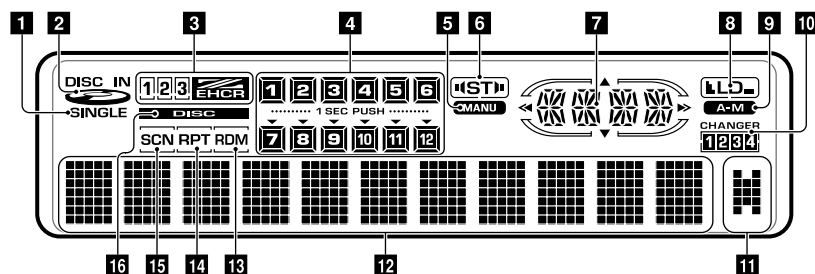 1 2 3 4 5 6 7 8 9 10
DISC IN
1 2 3 EHCR
1 2 3 4 5 6
ST
LD
SINGLE
DISC
1 SEC PUSH
MANU
A-M
CHANGER
SCN RPT RDM
7 8 9 10 11 12
1 2 3 4
16 15 14 13 12 11